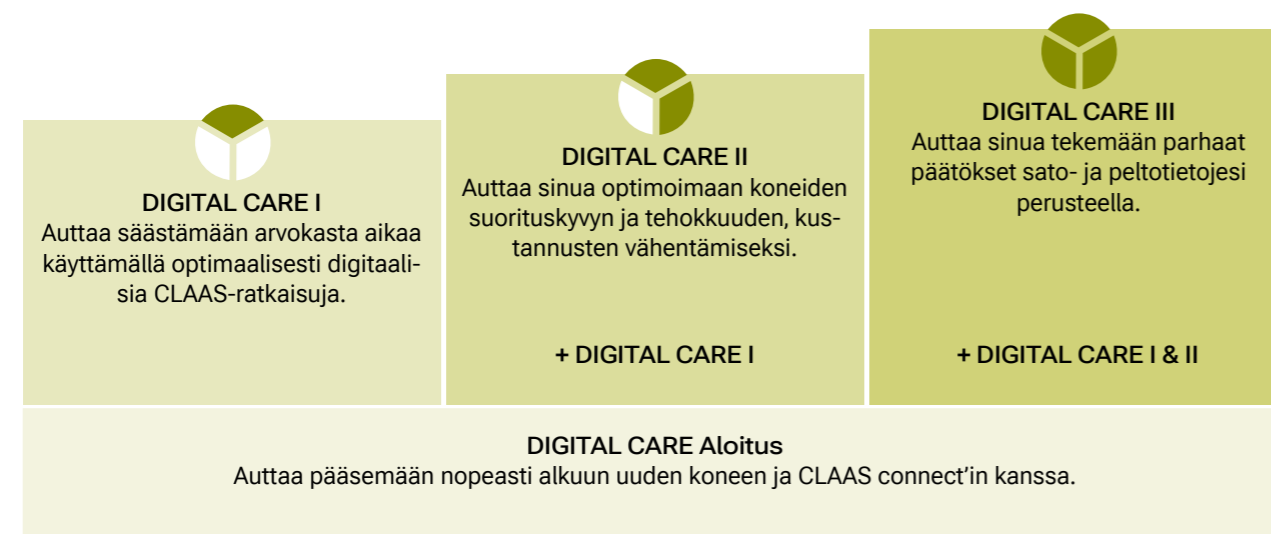 DIGITAL CARE I
Auttaa säästämään arvokasta aikaa
käyttämällä optimaalisesti digitaali-
sia CLAAS-ratkaisuja.
DIGITAL CARE II
Auttaa sinua optimoimaan koneiden
suorituskyvyn ja tehokkuuden, kus-
tannusten vähentämiseksi.
+ DIGITAL CARE I
DIGITAL CARE III
Auttaa sinua tekemään parhaat
päätökset sato- ja peltotietojesi
perusteella.
+ DIGITAL CARE I & II
DIGITAL CARE Aloitus
Auttaa pääsemään nopeasti alkuun uuden koneen ja CLAAS connect’in kanssa.